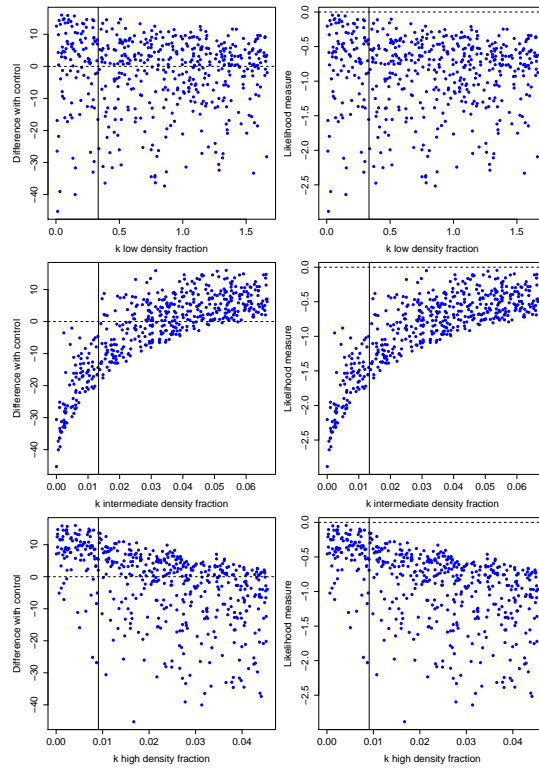 Difference with control
10
0
−10
−20
−30
−40
0.0 0.5 1.0 1.5
k low density fraction
Likelihood measure
0.0
−0.5
−1.0
−1.5
−2.0
−2.5
0.0 0.5 1.0 1.5
k low density fraction
Difference with control
10
0
−10
−20
−30
−40
0.00 0.01 0.02 0.03 0.04 0.05 0.06
k intermediate density fraction
Likelihood measure
0.0
−0.5
−1.0
−1.5
−2.0
−2.5
0.00 0.01 0.02 0.03 0.04 0.05 0.06
k intermediate density fraction
Difference with control
10
0
−20
−40
0.00 0.01 0.02 0.03 0.04
k high density fraction
Likelihood measure
0.0
−0.5
−1.0
−1.5
−2.0
−2.5
0.00 0.01 0.02 0.03 0.04
k high density fraction